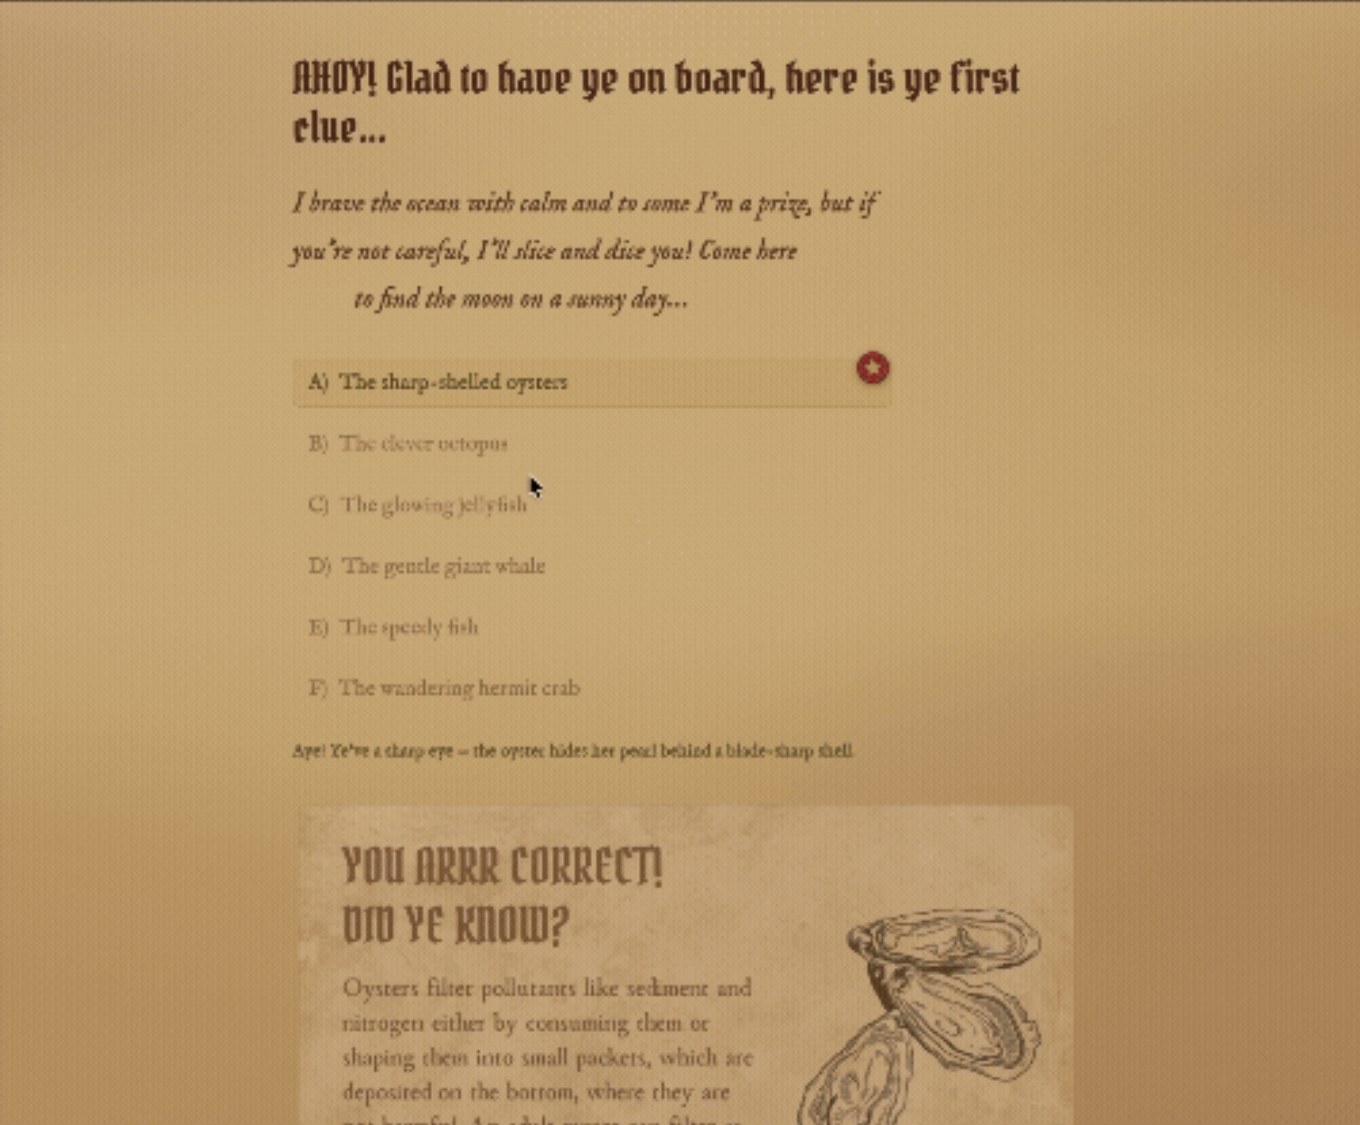 AHOY! Glad to have ye on board, here is ye first
clue...
I brave the ocean with calm and to some I'm a prize, but if
you're not careful, I'll slice and dice you! Come here
to find the moon on a sunny day...
A) The sharp-shelled oysters
B) The clever octopus
C) The glowing jellyfish
D) The gentle giant whale
E) The speedy fish
F) The wandering hermit crab
Aye! Ye've a sharp eye – the oyster hides her pearl behind a blade-sharp shell.
YOU ARRR CORRECT!
DID YE KNOW?
Oysters filter pollutants like sediment and
nitrogen either by consuming them or
shaping them into small packets, which are
deposited on the bottom, where they are